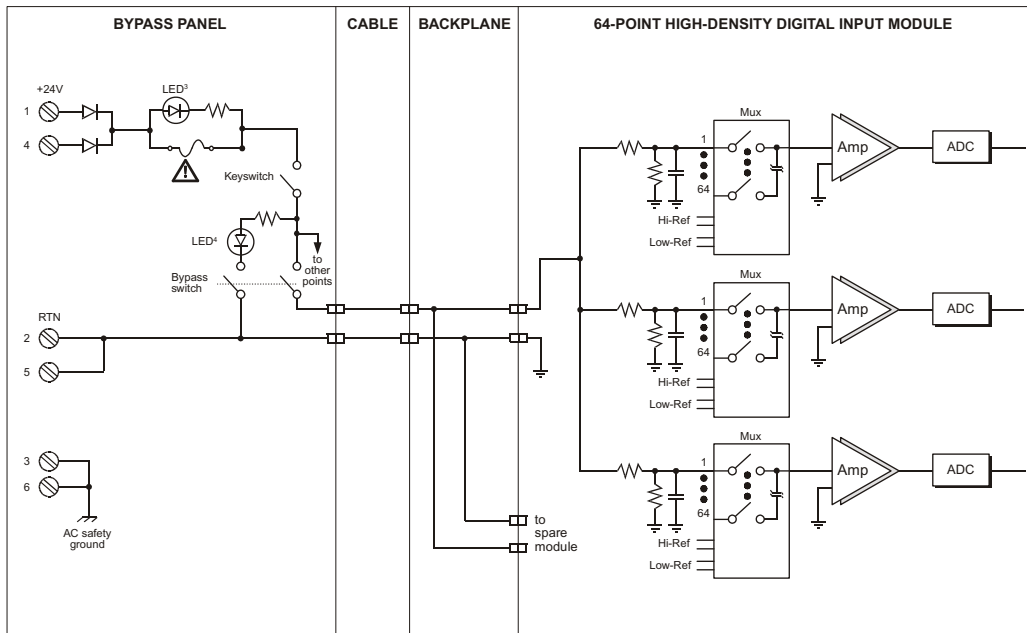 BYPASS PANEL
CABLE
BACKPLANE
64-POINT HIGH-DENSITY DIGITAL INPUT MODULE
+24V
1
4
LED³
Keyswitch
LED⁴
to
other
points
Bypass
switch
RTN
2
5
3
6
AC safety
ground
to
spare
module
Mux
1
64
Hi-Ref
Low-Ref
Amp
ADC
Mux
1
64
Hi-Ref
Low-Ref
Amp
ADC
Mux
1
64
Hi-Ref
Low-Ref
Amp
ADC